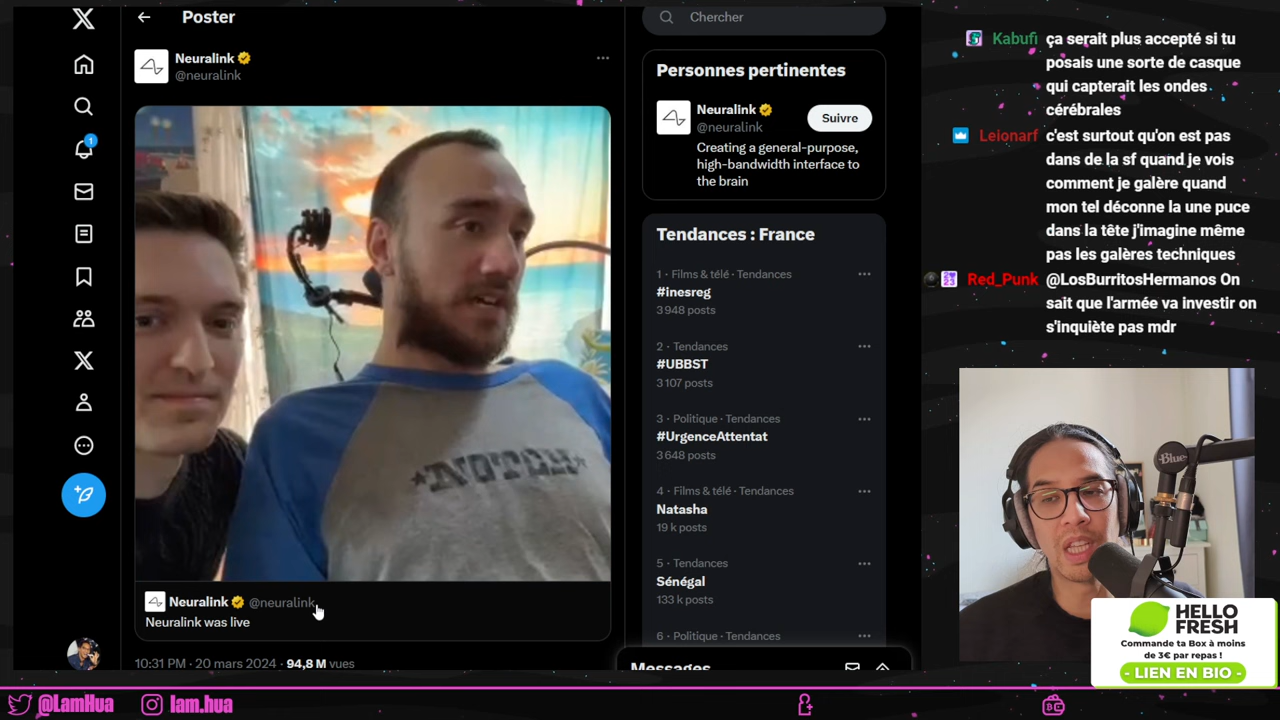 Poster
Neuralink
@neuralink
NOTCH
Neuralink @neuralink
Neuralink was live
10:31 PM · 20 mars 2024 · 94,8 M vues
Chercher
Personnes pertinentes
Neuralink
@neuralink
Suivre
Creating a general-purpose,
high-bandwidth interface to
the brain
Tendances : France
1 · Films & télé · Tendances
#inesreg
3 948 posts
2 · Tendances
#UBBST
3 107 posts
3 · Politique · Tendances
#UrgenceAttentat
3 648 posts
4 · Films & télé · Tendances
Natasha
19 k posts
5 · Tendances
Sénégal
133 k posts
6 · Politique · Tendances
Messages
1
Kabufi ça serait plus accepté si tu
posais une sorte de casque
qui capterait les ondes
cérébrales
Leionarf c'est surtout qu'on est pas
dans de la sf quand je vois
comment je galère quand
mon tel déconne la une puce
dans la tête j'imagine même
pas les galères techniques
Red_Punk @LosBurritosHermanos On
sait que l'armée va investir on
s'inquiète pas mdr
Blue
HELLO
FRESH
Commande ta Box à moins
de 3€ par repas !
- LIEN EN BIO -
@LamHua lam.hua